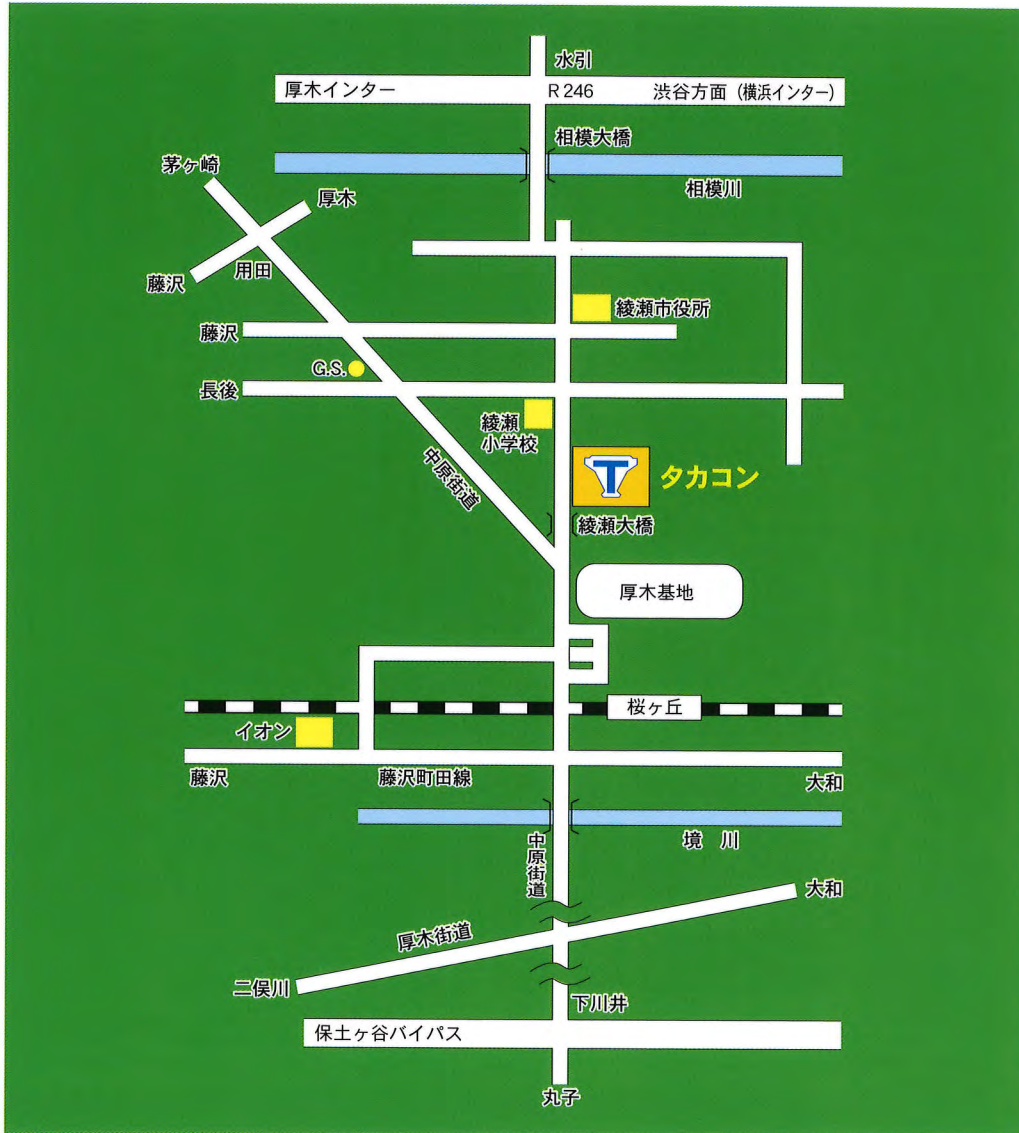 水引
厚木インター
R 246
渋谷方面（横浜インター）
相模大橋
茅ヶ崎
相模川
厚木
用田
藤沢
綾瀬市役所
藤沢
G.S.
長後
綾瀬
小学校
中原街道
T
タカコン
綾瀬大橋
厚木基地
桜ヶ丘
イオン
藤沢
藤沢町田線
大和
中原街道
境　川
大和
厚木街道
二俣川
下川井
保土ヶ谷バイパス
丸子